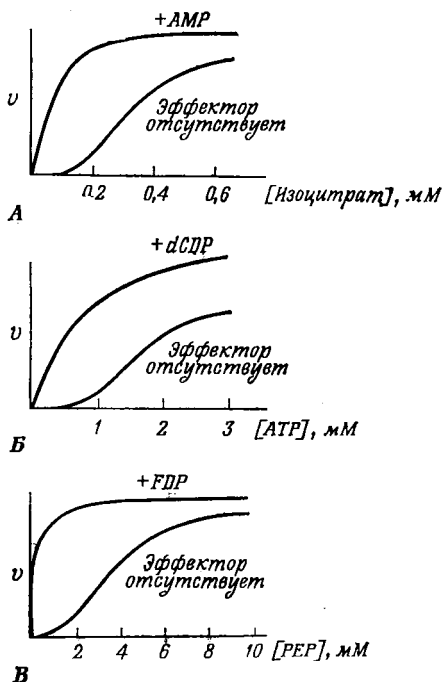 +AMP
υ
Эффектор
отсутствует
0,2 0,4 0,6 [Изоцитрат], мМ
А
+dCDP
υ
Эффектор
отсутствует
1 2 3 [ATP], мМ
Б
+FDP
υ
Эффектор
отсутствует
2 4 6 8 10 [PEP], мМ
В